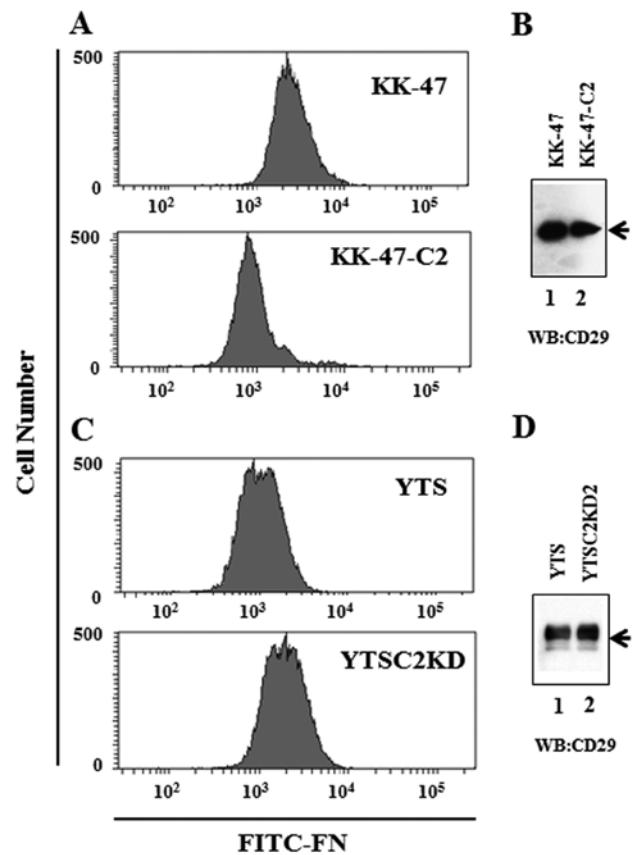 A
500
KK-47
0
10² 10³ 10⁴ 10⁵
500
KK-47-C2
0
10² 10³ 10⁴ 10⁵
B
KK-47
KK-47-C2
1 2
WB:CD29
Cell Number
C
500
YTS
0
10² 10³ 10⁴ 10⁵
500
YTSC2KD
0
10² 10³ 10⁴ 10⁵
FITC-FN
D
YTS
YTSC2KD2
1 2
WB:CD29